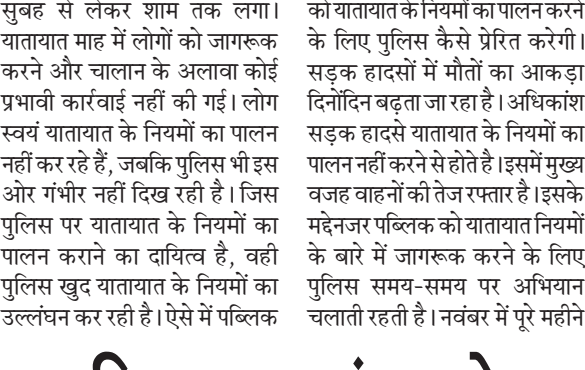 सुबह से लेकर शाम तक लगा।
यातायात माह में लोगों को जागरूक
करने और चालान के अलावा कोई
प्रभावी कार्रवाई नहीं की गई। लोग
स्वयं यातायात के नियमों का पालन
नहीं कर रहे हैं, जबकि पुलिस भी इस
ओर गंभीर नहीं दिख रही है। जिस
पुलिस पर यातायात के नियमों का
पालन कराने का दायित्व है, वही
पुलिस खुद यातायात के नियमों का
उल्लंघन कर रही है। ऐसे में पब्लिक
को यातायात के नियमों का पालन करने
के लिए पुलिस कैसे प्रेरित करेगी।
सड़क हादसों में मौतों का आकड़ा
दिनोंदिन बढ़ता जा रहा है। अधिकांश
सड़क हादसे यातायात के नियमों का
पालन नहीं करने से होते है। इसमें मुख्य
वजह वाहनों की तेज रफ्तार है। इसके
मद्देनजर पब्लिक को यातायात नियमों
के बारे में जागरूक करने के लिए
पुलिस समय-समय पर अभियान
चलाती रहती है। नवंबर में पूरे महीने